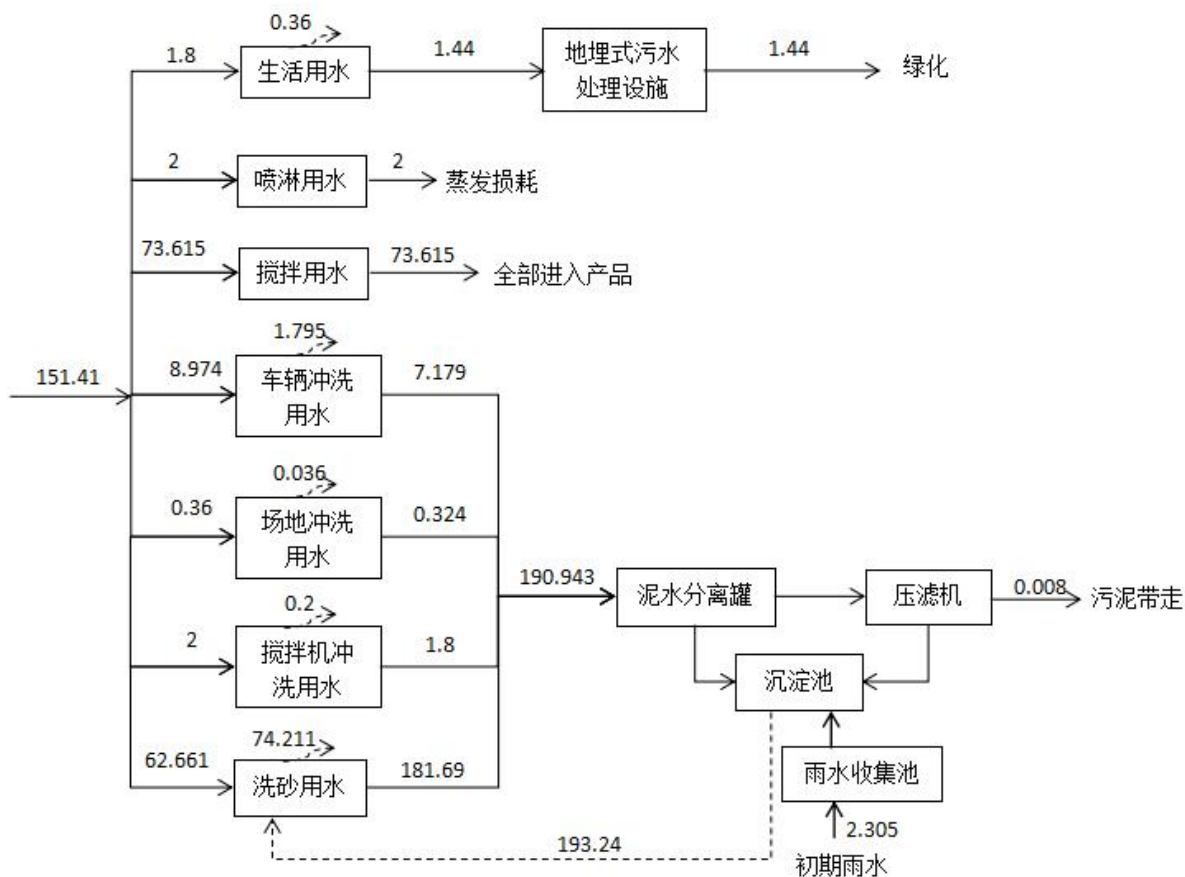 0.36
1.8
生活用水
1.44
地埋式污水
处理设施
1.44
绿化
2
喷淋用水
2
蒸发损耗
73.615
搅拌用水
73.615
全部进入产品
151.41
1.795
8.974
车辆冲洗
用水
7.179
0.036
0.36
场地冲洗
用水
0.324
190.943
泥水分离罐
压滤机
0.008
污泥带走
0.2
2
搅拌机冲
洗用水
1.8
沉淀池
74.211
62.661
洗砂用水
181.69
雨水收集池
193.24
2.305
初期雨水